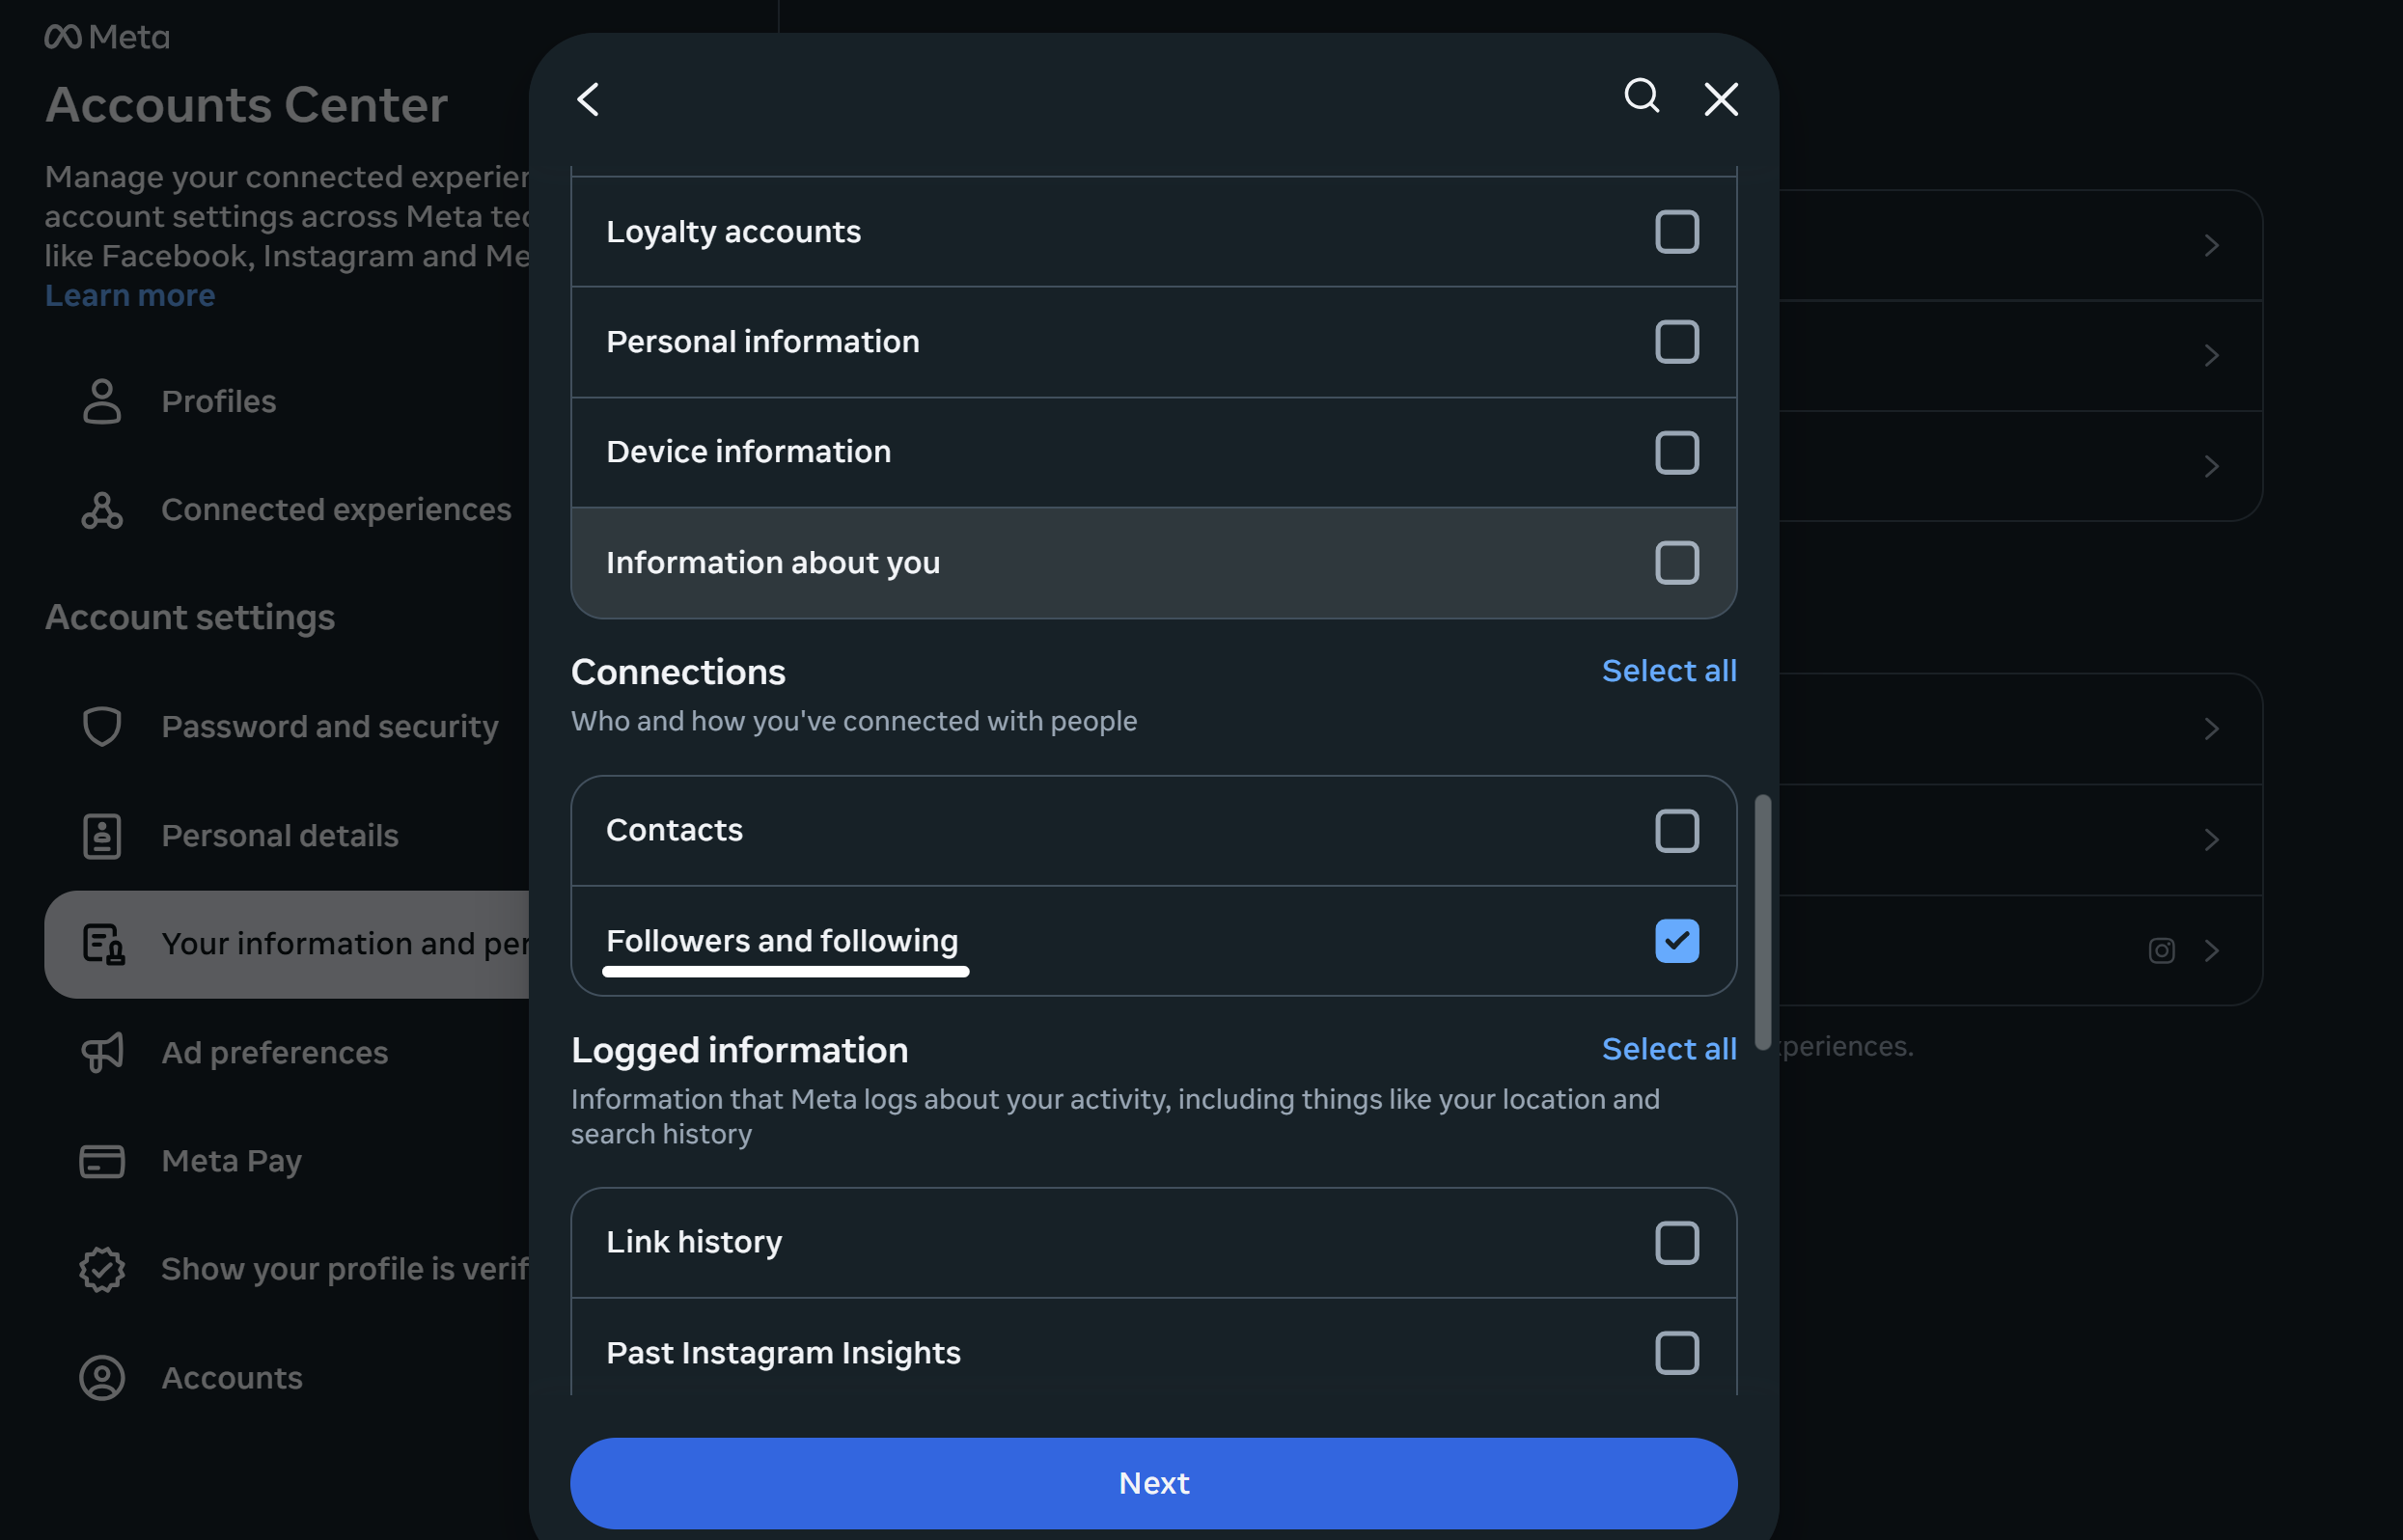 Meta
Accounts Center
Manage your connected experien
account settings across Meta tec
like Facebook, Instagram and Me
Learn more
Profiles
Connected experiences
Account settings
Password and security
Personal details
Your information and per
Ad preferences
Meta Pay
Show your profile is verif
Accounts
Loyalty accounts
Personal information
Device information
Information about you
Connections
Select all
Who and how you've connected with people
Contacts
Followers and following
Logged information
Select all
Information that Meta logs about your activity, including things like your location and
search history
Link history
Past Instagram Insights
Next
periences.